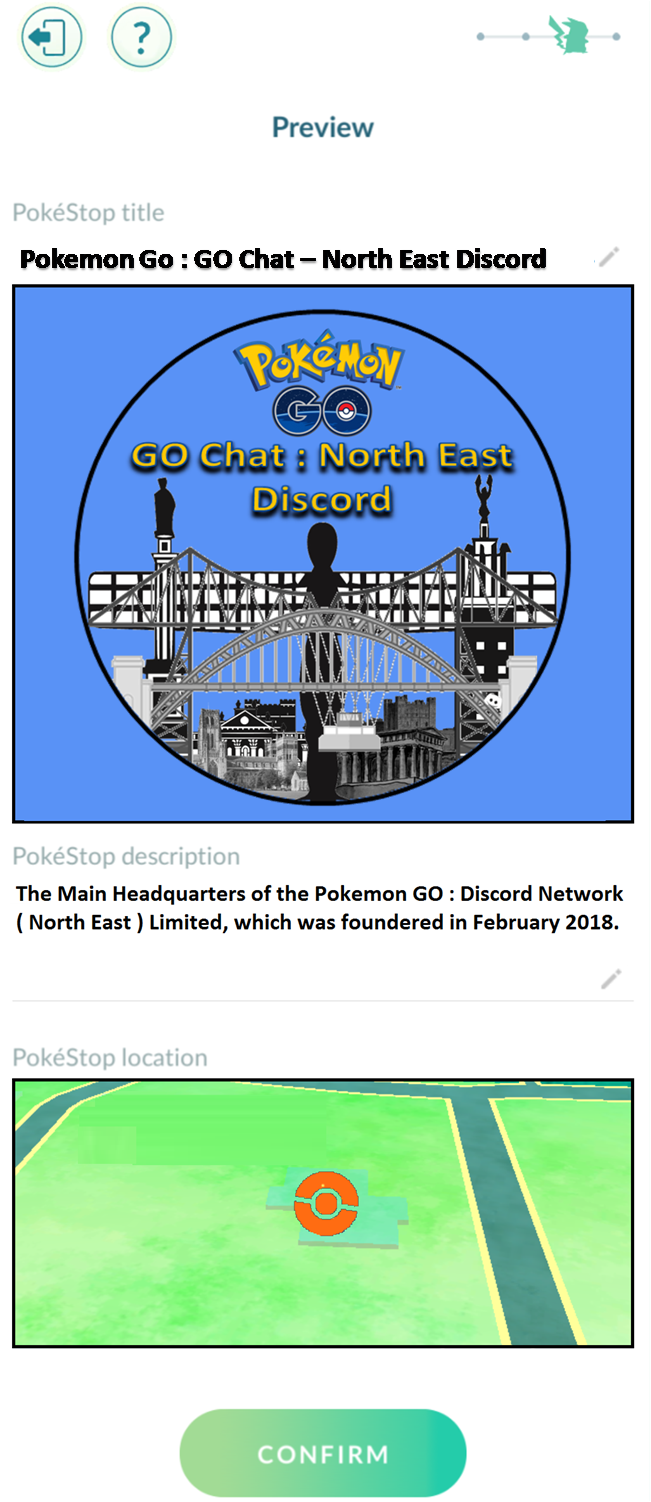 ?
Preview
PokéStop title
Pokemon Go : GO Chat – North East Discord
POKéMON
GO
GO Chat : North East
Discord
PokéStop description
The Main Headquarters of the Pokemon GO : Discord Network
( North East ) Limited, which was foundered in February 2018.
PokéStop location
CONFIRM